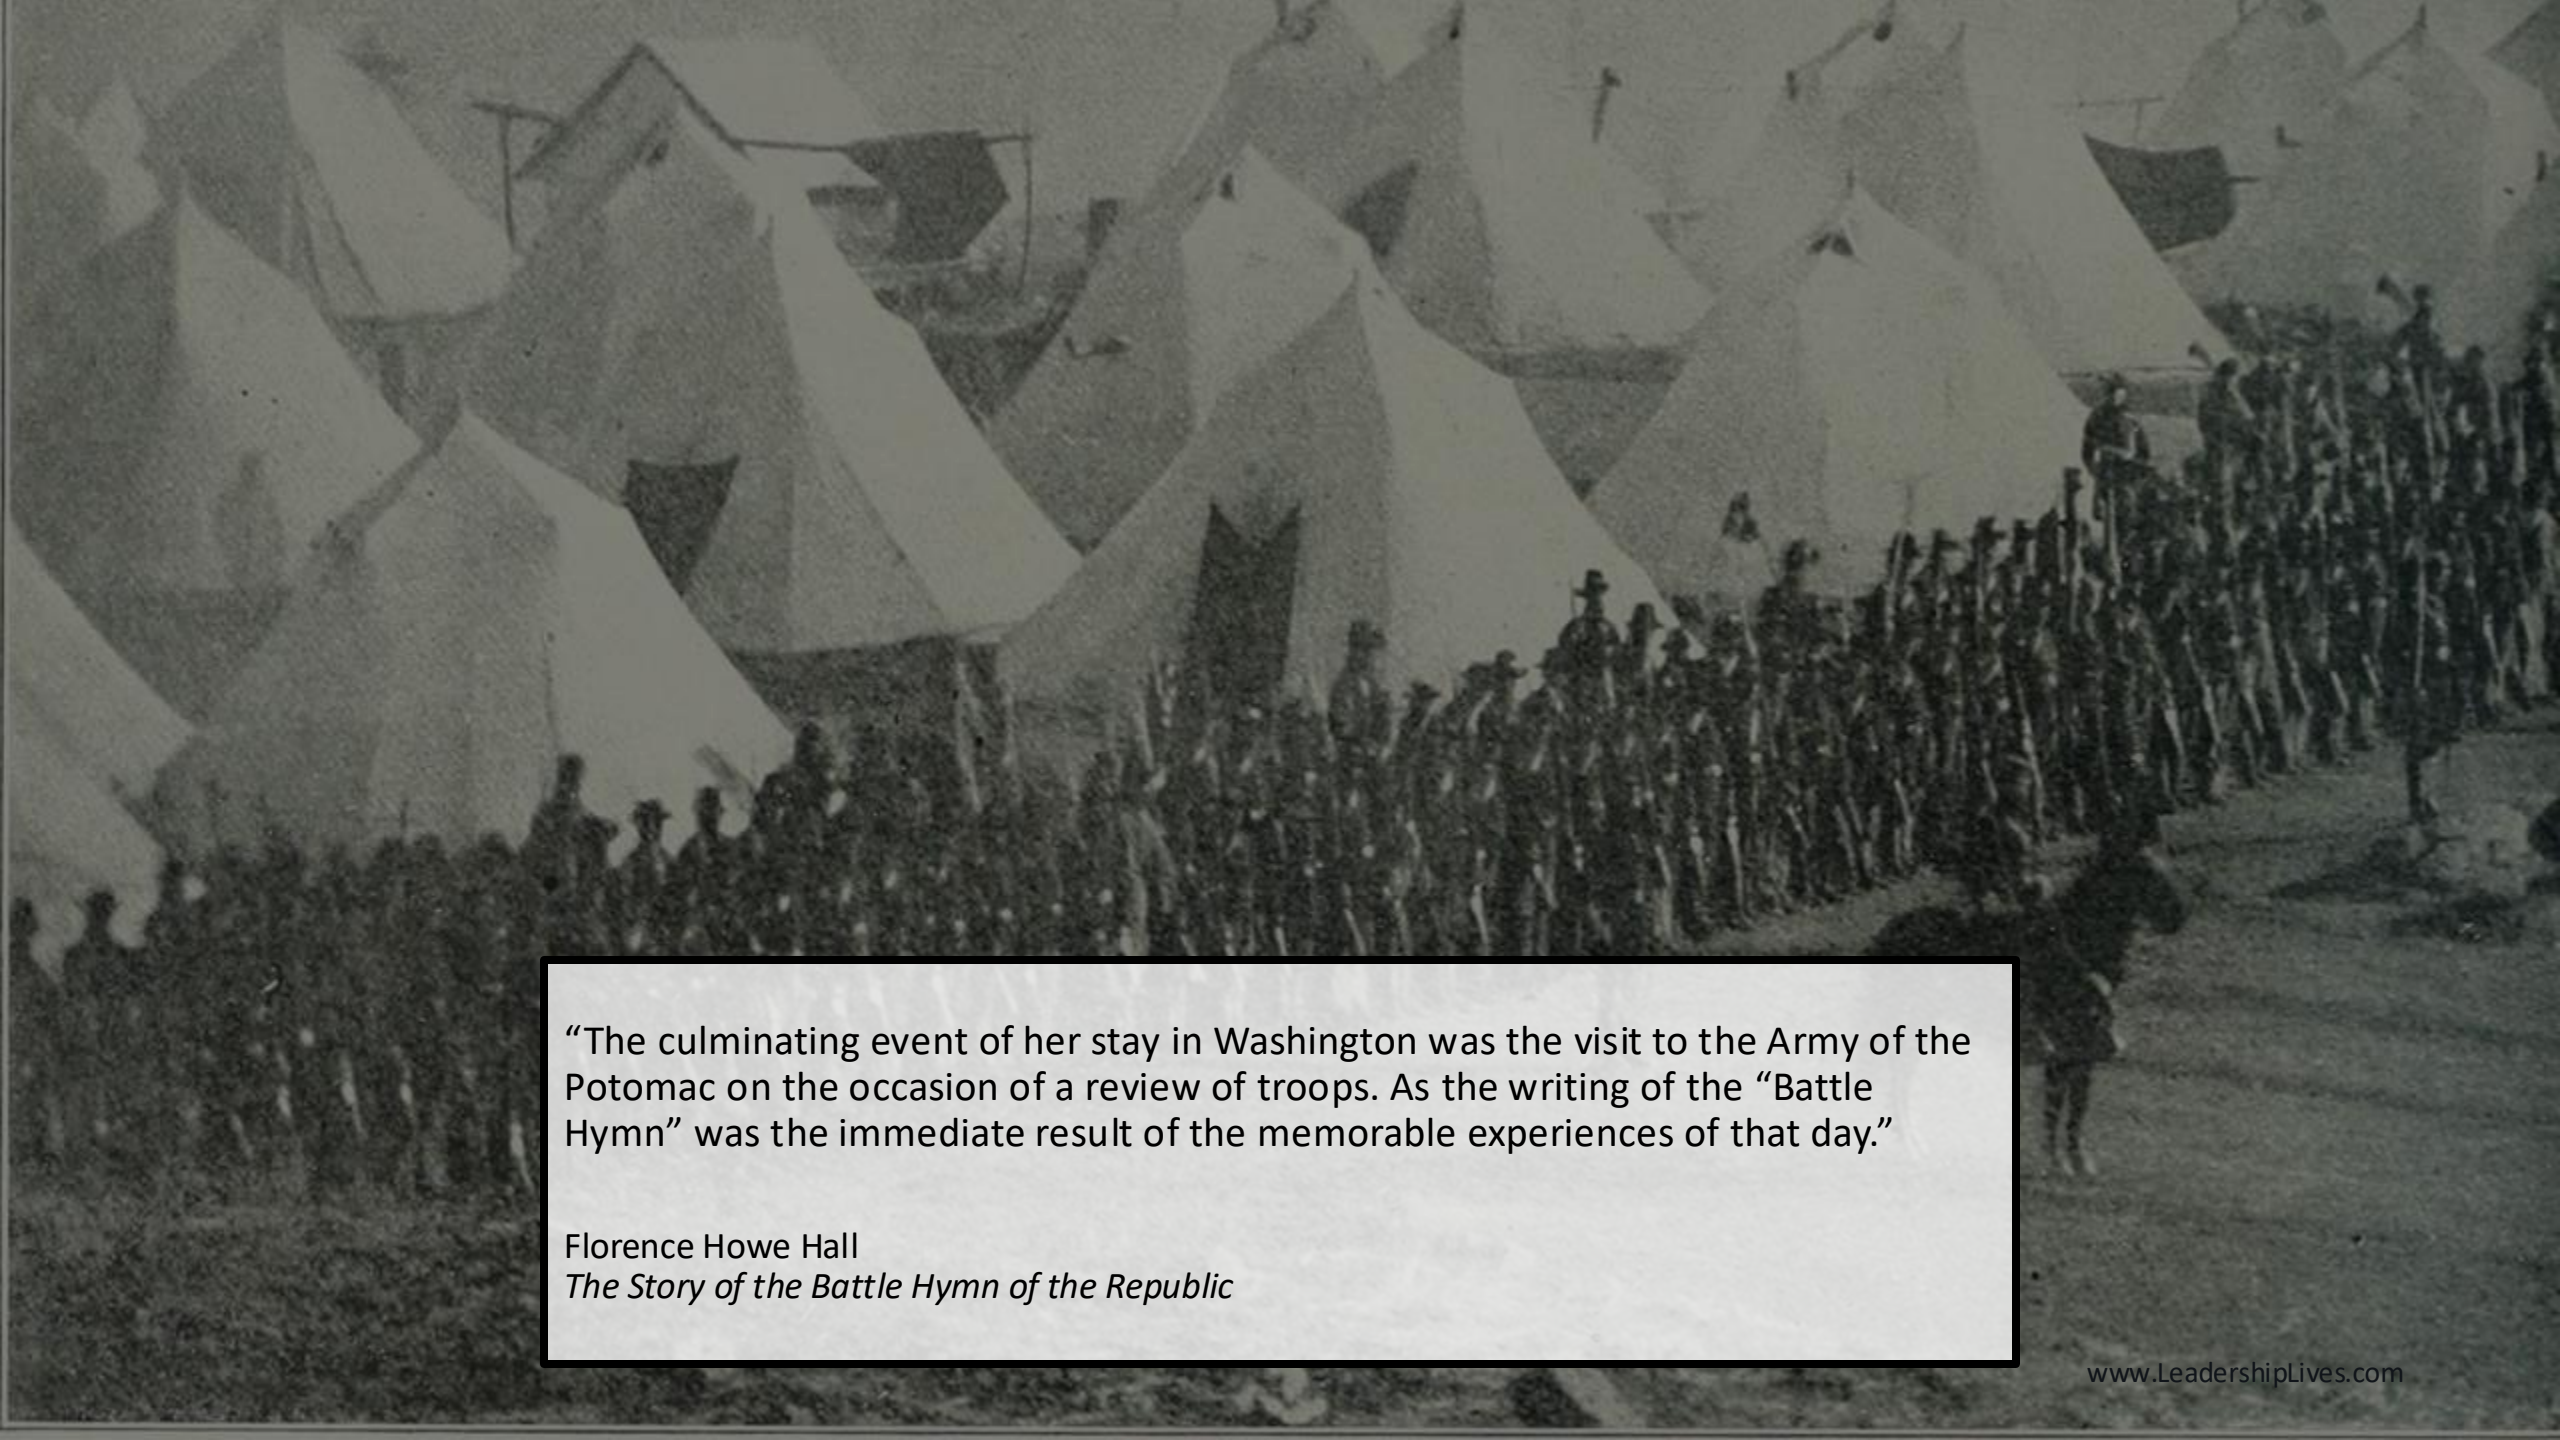 “The culminating event of her stay in Washington was the visit to the Army of the
Potomac on the occasion of a review of troops. As the writing of the “Battle
Hymn” was the immediate result of the memorable experiences of that day.”
Florence Howe Hall
The Story of the Battle Hymn of the Republic
www.LeadershipLives.com